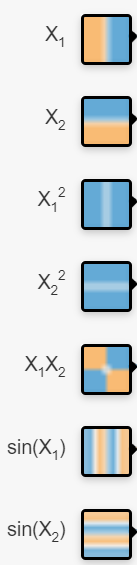 X₁
X₂
X₁²
X₂²
X₁X₂
sin(X₁)
sin(X₂)